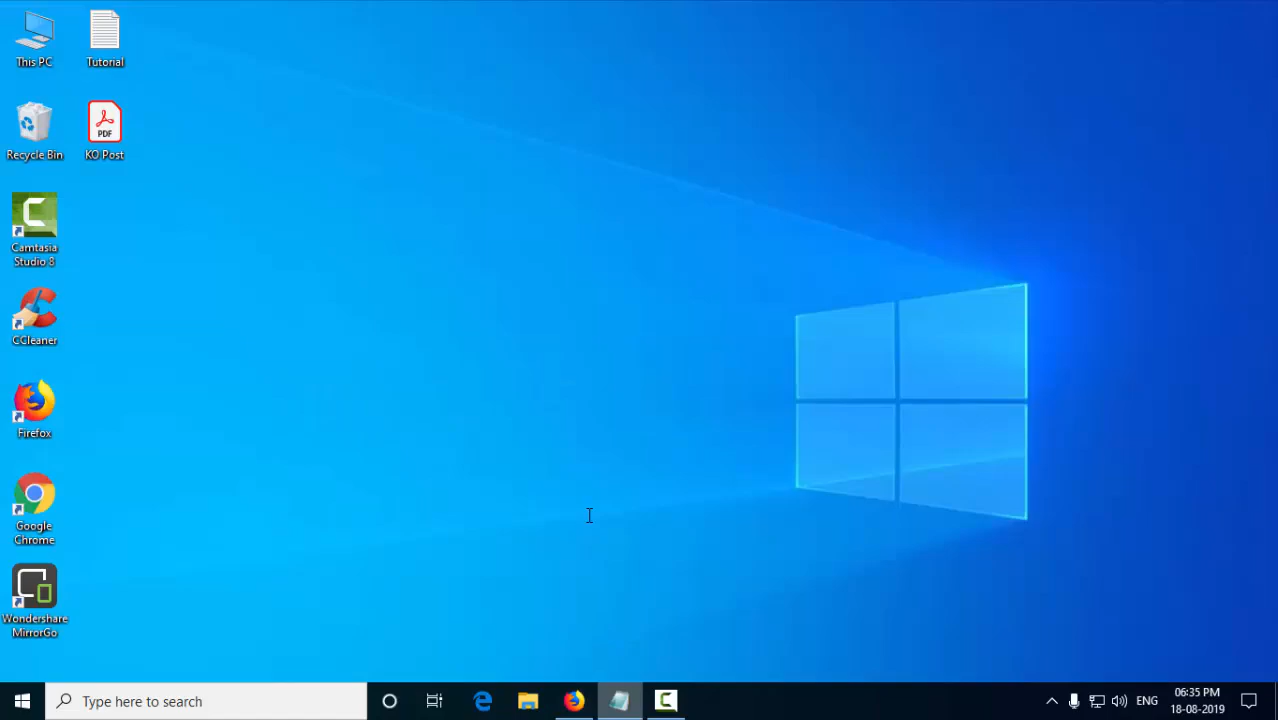 This PC
Tutorial
Recycle Bin
PDF
KO Post
Camtasia
Studio 8
CCleaner
Firefox
Google
Chrome
Wondershare
MirrorGo
Type here to search
ENG
06:35 PM
18-08-2019